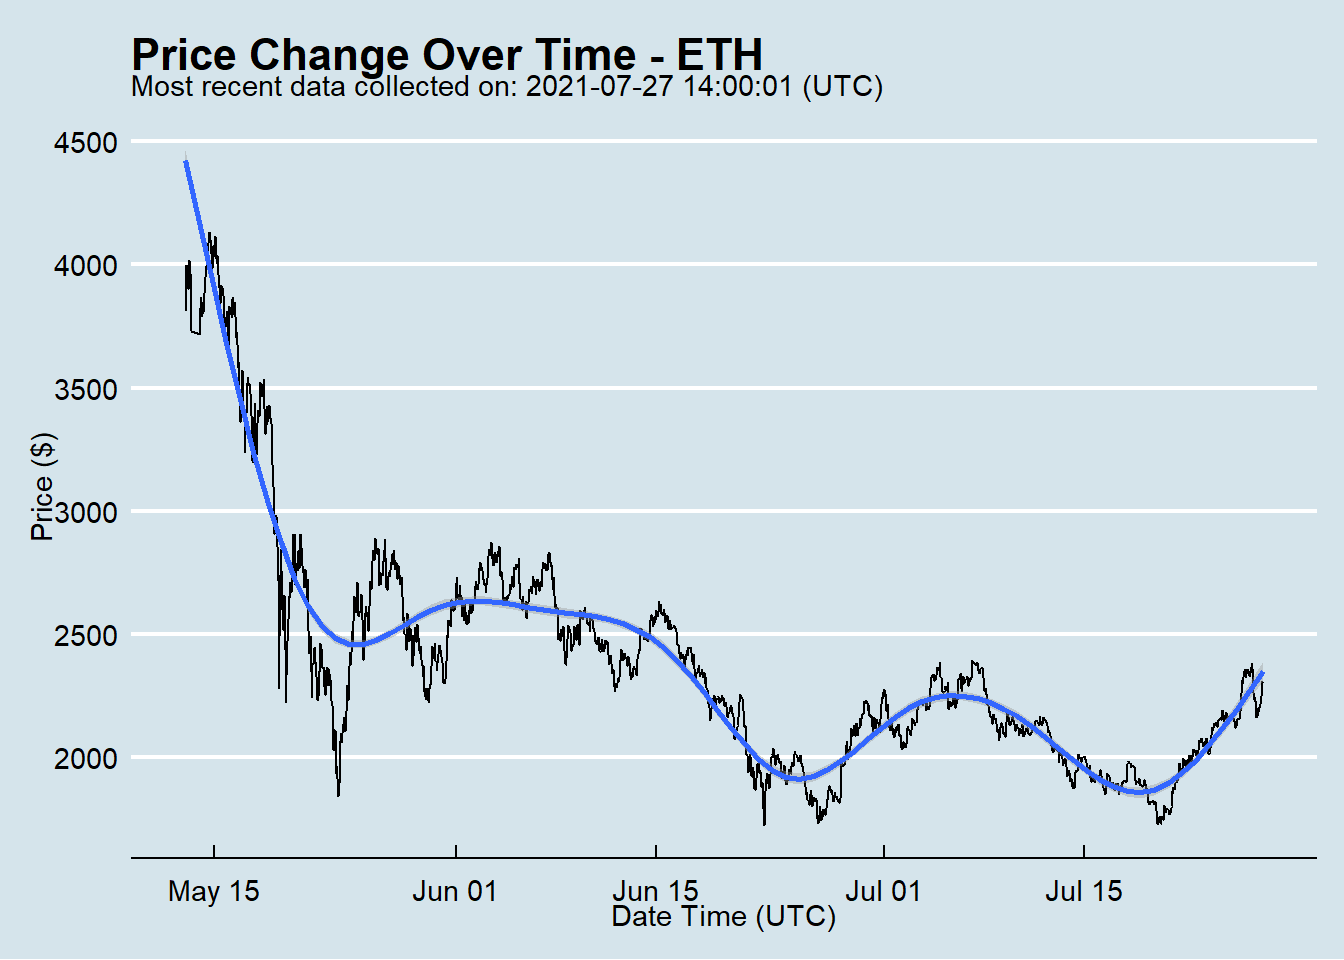 Price Change Over Time - ETH
Most recent data collected on: 2021-07-27 14:00:01 (UTC)
4500
4000
3500
3000
2500
2000
Price ($)
May 15 Jun 01 Jun 15 Jul 01 Jul 15
Date Time (UTC)